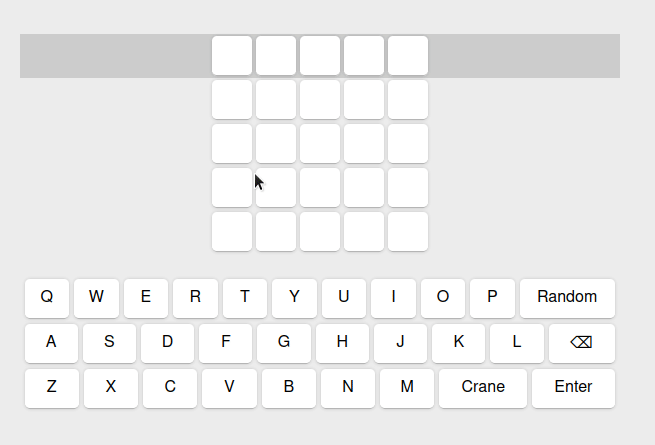 Q W E R T Y U I O P Random
A S D F G H J K L ⌫
Z X C V B N M Crane Enter